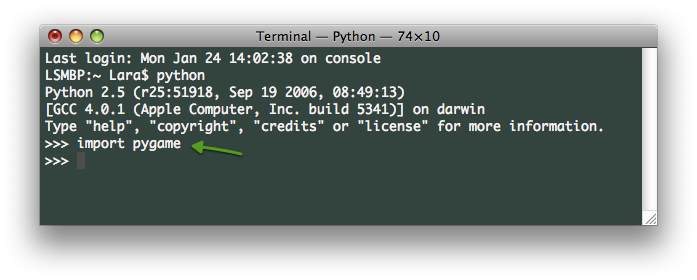 Terminal — Python — 74×10
Last login: Mon Jan 24 14:02:38 on console
LSMBP:~ Lara$ python
Python 2.5 (r25:51918, Sep 19 2006, 08:49:13)
[GCC 4.0.1 (Apple Computer, Inc. build 5341)] on darwin
Type "help", "copyright", "credits" or "license" for more information.
>>> import pygame
>>>